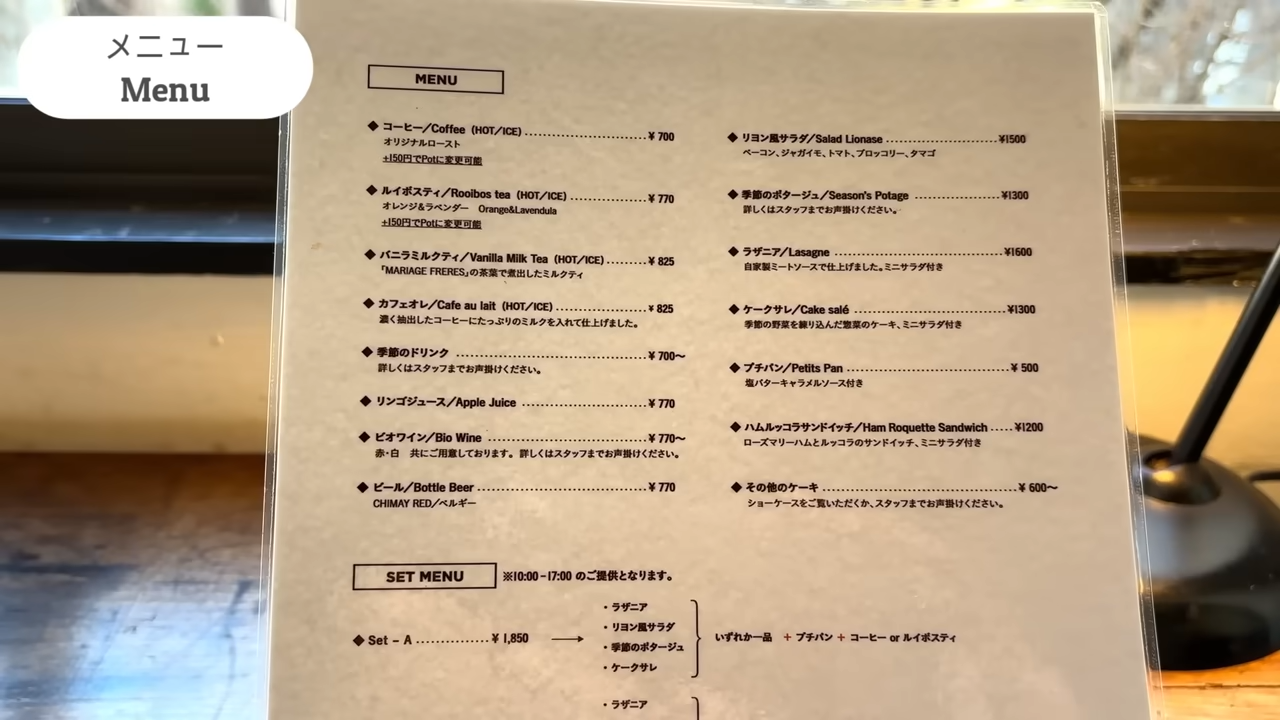 メニュー
Menu
MENU
◆ コーヒー／Coffee（HOT/ICE）..........................¥ 700
オリジナルロースト
+150円でPotに変更可能
◆ ルイボスティ／Rooibos tea（HOT/ICE）................¥ 770
オレンジ&ラベンダー　Orange&Lavendula
+150円でPotに変更可能
◆ バニラミルクティ／Vanilla Milk Tea（HOT/ICE）.........¥ 825
「MARIAGE FRERES」の茶葉で煮出したミルクティ
◆ カフェオレ／Cafe au lait（HOT/ICE）...................¥ 825
濃く抽出したコーヒーにたっぷりのミルクを入れて仕上げました。
◆ 季節のドリンク ........................................¥ 700〜
詳しくはスタッフまでお声掛けください。
◆ リンゴジュース／Apple Juice ..........................¥ 770
◆ ビオワイン／Bio Wine .................................¥ 770〜
赤・白　共にご用意しております。詳しくはスタッフまでお声掛けください。
◆ ビール／Bottle Beer ...................................¥ 770
CHIMAY RED／ベルギー
◆ リヨン風サラダ／Salad Lionase ........................¥1500
ベーコン、ジャガイモ、トマト、ブロッコリー、タマゴ
◆ 季節のポタージュ／Season's Potage ..................¥1300
詳しくはスタッフまでお声掛けください。
◆ ラザニア／Lasagne ...................................¥1600
自家製ミートソースで仕上げました。ミニサラダ付き
◆ ケークサレ／Cake salé ...............................¥1300
季節の野菜を練り込んだ惣菜のケーキ、ミニサラダ付き
◆ プチパン／Petits Pan .................................¥ 500
塩バターキャラメルソース付き
◆ ハムルッコラサンドイッチ／Ham Roquette Sandwich .....¥1200
ローズマリーハムとルッコラのサンドイッチ、ミニサラダ付き
◆ その他のケーキ .......................................¥ 600〜
ショーケースをご覧いただくか、スタッフまでお声掛けください。
SET MENU ※10:00-17:00 のご提供となります。
・ラザニア
・リヨン風サラダ
・季節のポタージュ
・ケークサレ
◆ Set - A ................¥ 1,850 → いずれか一品 + プチパン + コーヒー or ルイボスティ
・ラザニア